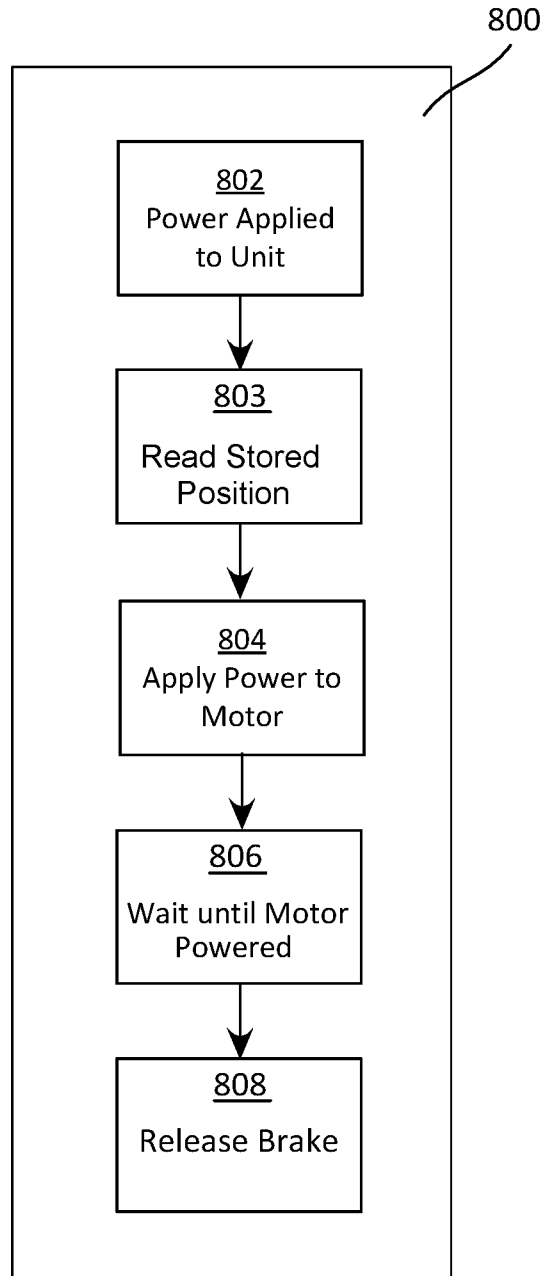 800
802
Power Applied
to Unit
803
Read Stored
Position
804
Apply Power to
Motor
806
Wait until Motor
Powered
808
Release Brake